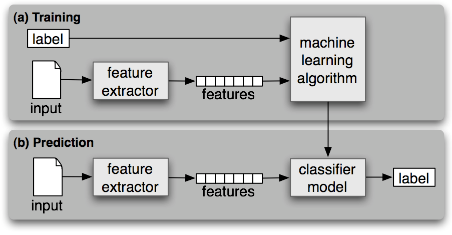 (a) Training
label
machine
learning
algorithm
feature
extractor
features
input
(b) Prediction
feature
extractor
features
classifier
model
label
input